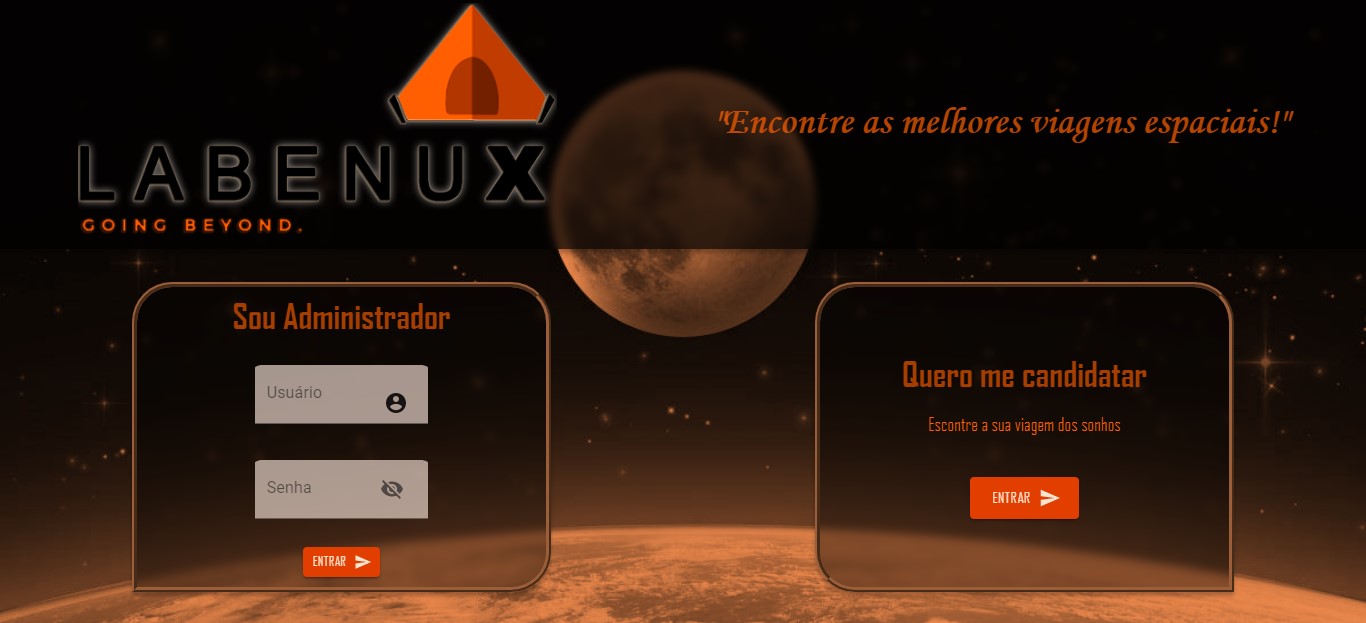 LABENUX
GOING BEYOND.
"Encontre as melhores viagens espaciais!"
Sou Administrador
Usuário
Senha
ENTRAR
Quero me candidatar
Escontre a sua viagem dos sonhos
ENTRAR